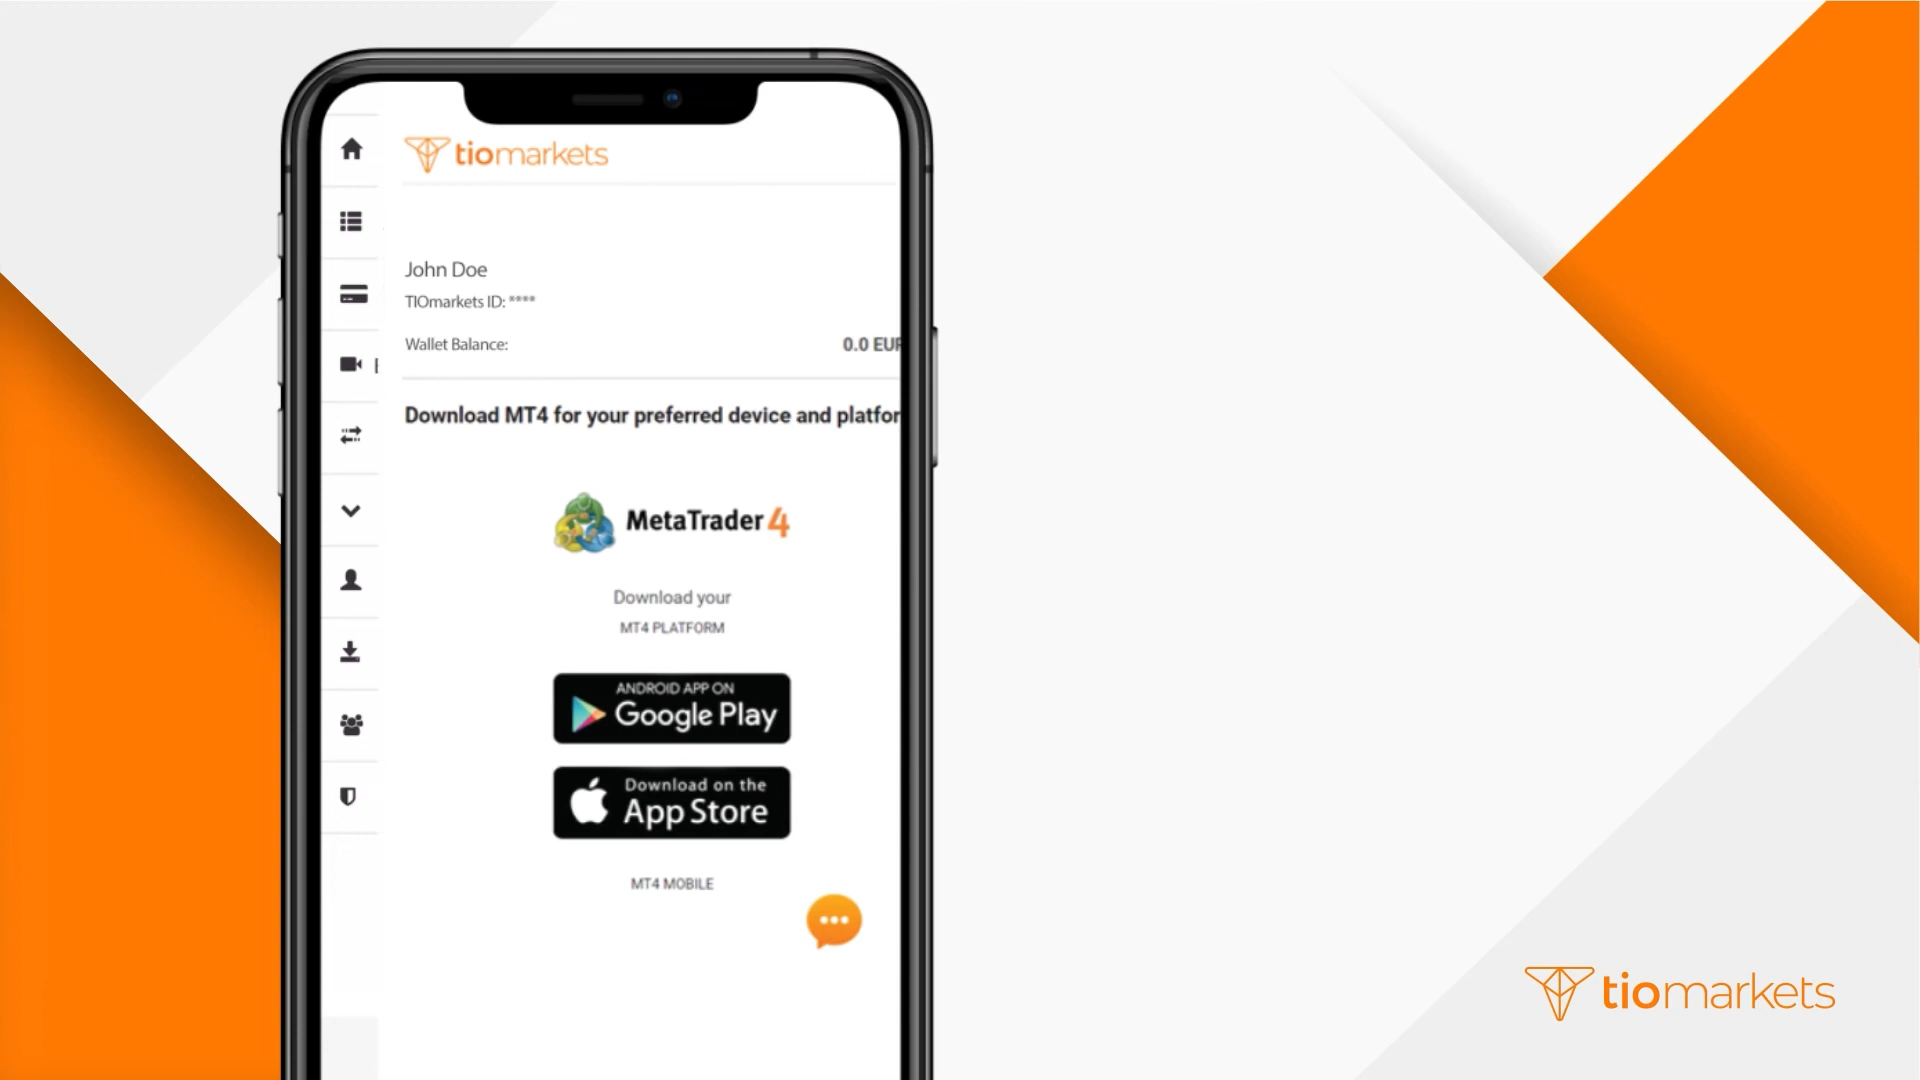 tiomarkets
John Doe
TIOmarkets ID: ****
Wallet Balance:
0.0 EUR
Download MT4 for your preferred device and platfor
MetaTrader 4
Download your
MT4 PLATFORM
ANDROID APP ON
Google Play
Download on the
App Store
MT4 MOBILE
tiomarkets